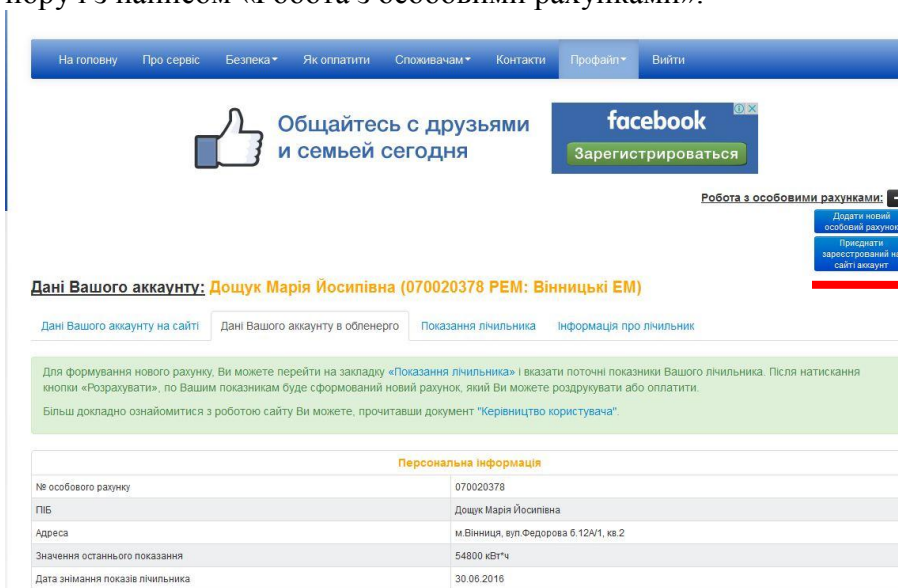 поруч з написом «Робота з особовими рахунками».
На головну Про сервіс Безпека Як оплатити Споживачам Контакти Профайл Вийти
Общайтесь с друзьями
и семьей сегодня
facebook
Зарегистрироваться
Робота з особовими рахунками:
Додати новий
особовий рахунок
Приєднати
зареєстрований на
сайті аккаунт
Дані Вашого аккаунту: Дощук Марія Йосипівна (070020378 РЕМ: Вінницькі ЕМ)
Дані Вашого аккаунту на сайті Дані Вашого аккаунту в обленерго Показання лічильника Інформація про лічильник
Для формування нового рахунку, Ви можете перейти на закладку «Показання лічильника» і вказати поточні показники Вашого лічильника. Після натискання
кнопки «Розрахувати», по Вашим показникам буде сформований новий рахунок, який Ви можете роздрукувати або оплатити.
Більш докладно ознайомитися з роботою сайту Ви можете, прочитавши документ "Керівництво користувача".
Персональна інформація
№ особового рахунку 070020378
ПІБ Дощук Марія Йосипівна
Адреса м.Вінниця, вул.Федорова б.12А/1, кв.2
Значення останнього показання 54800 кВт*ч
Дата знімання показів лічильника 30.06.2016